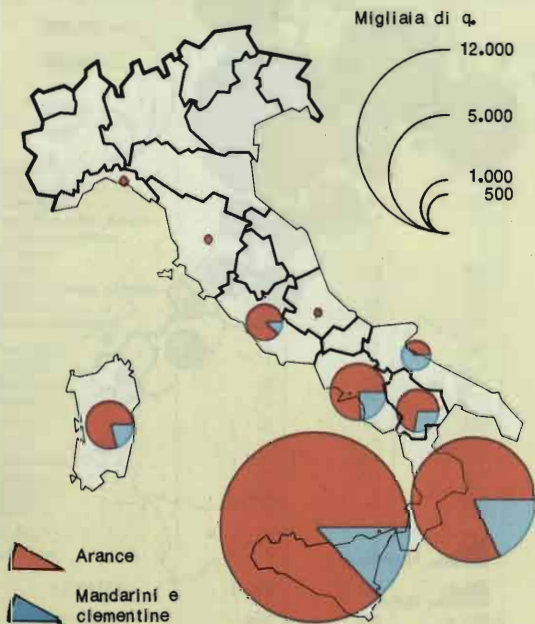 Migliaia di q.
12.000
5.000
1.000
500
Arance
Mandarini e
clementine